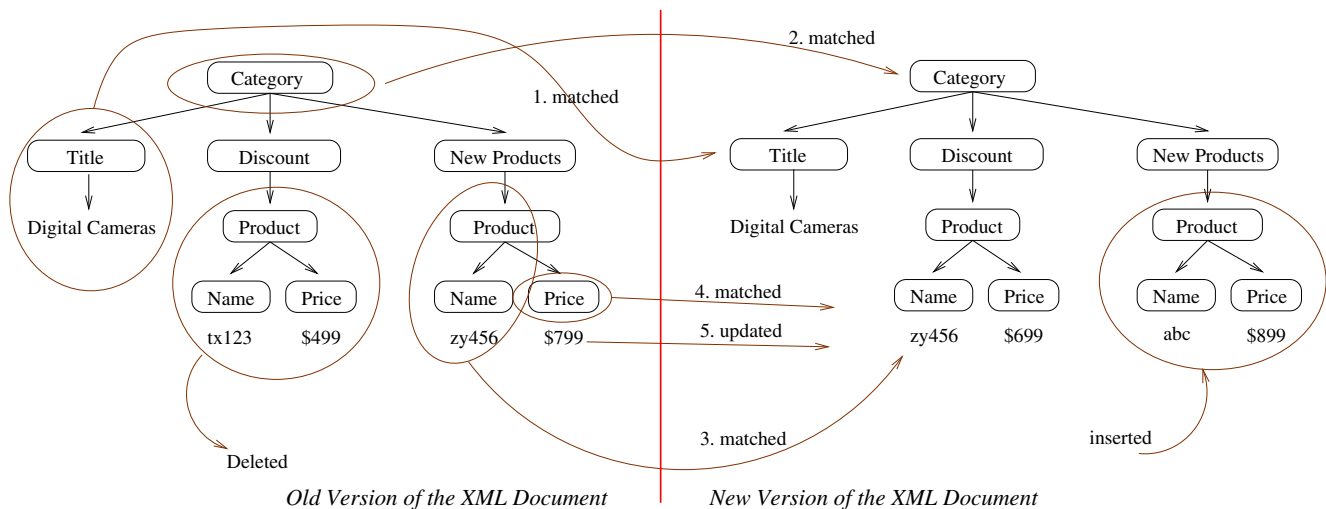 2. matched
Category
Category
1. matched
Title
Discount
New Products
Title
Discount
New Products
Digital Cameras
Product
Product
Digital Cameras
Product
Product
Name
Price
Name
Price
4. matched
Name
Price
Name
Price
tx123
$499
zy456
$799
5. updated
zy456
$699
abc
$899
3. matched
inserted
Deleted
Old Version of the XML Document
New Version of the XML Document